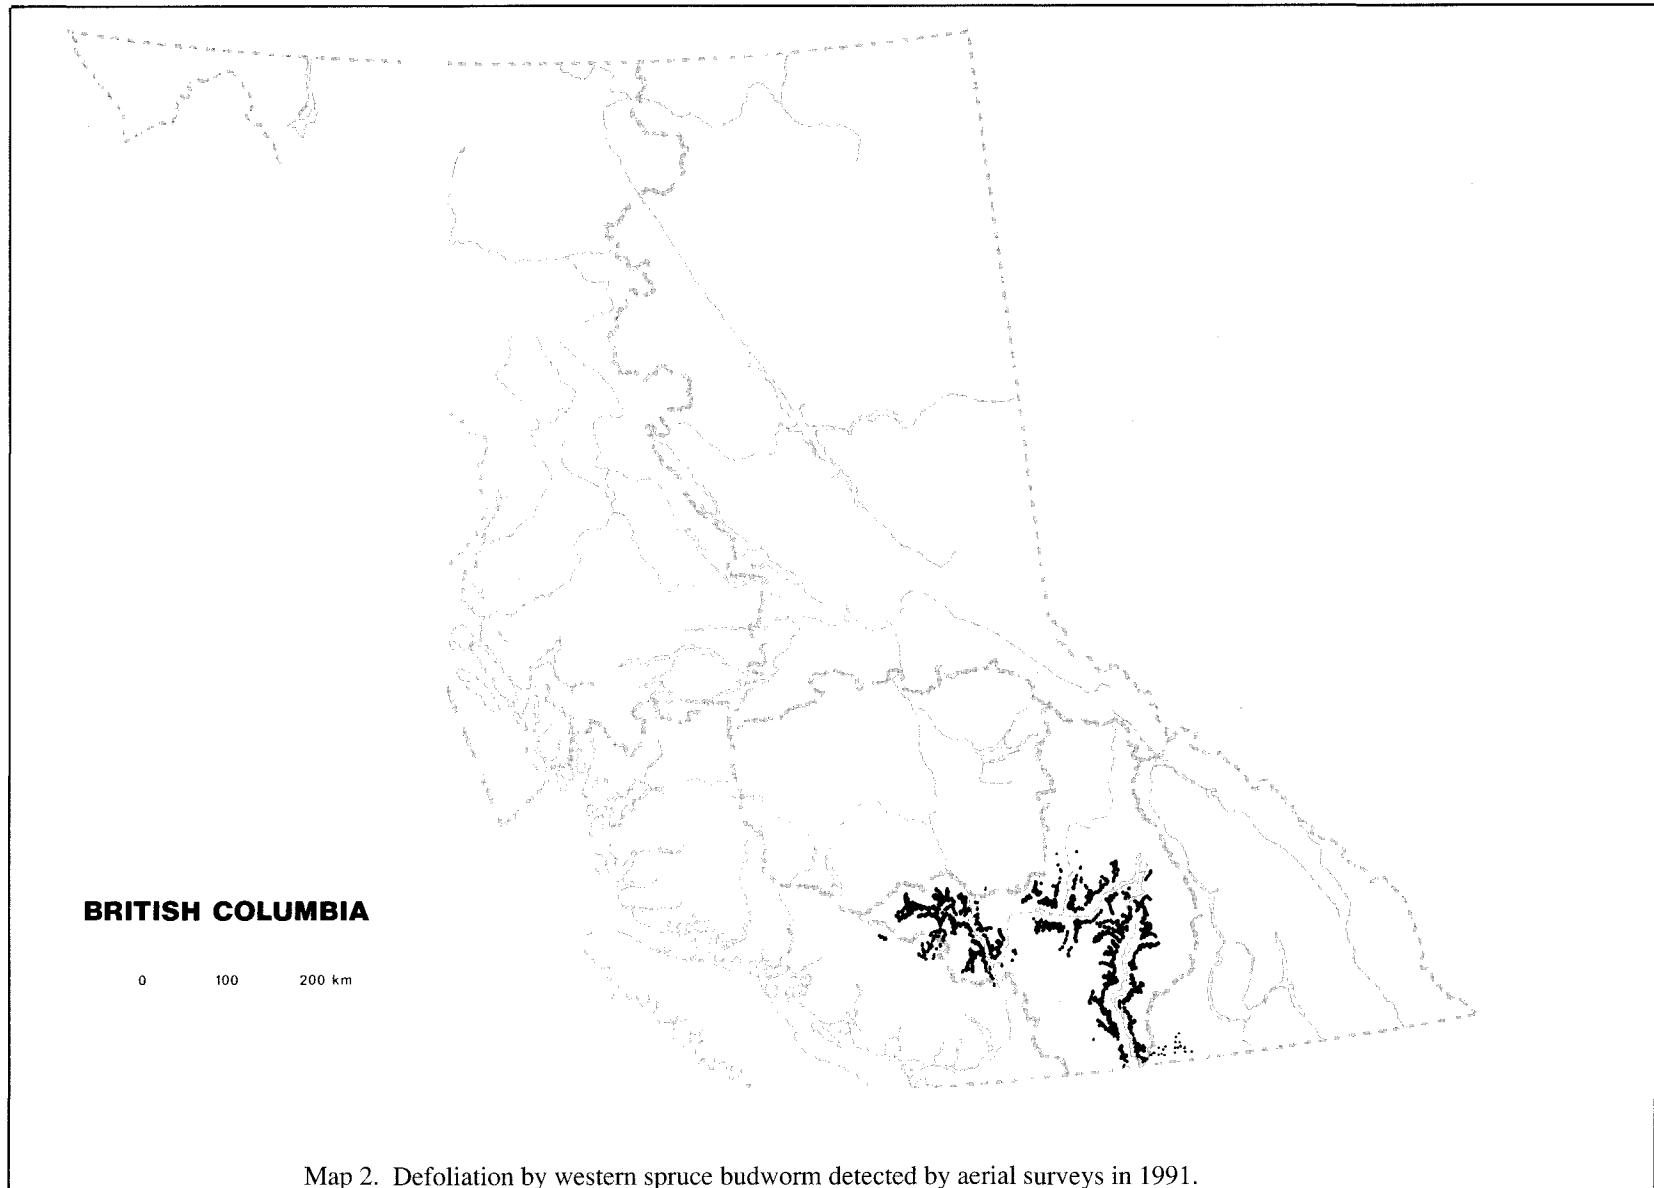 BRITISH COLUMBIA
0 100 200 km
Map 2. Defoliation by western spruce budworm detected by aerial surveys in 1991.